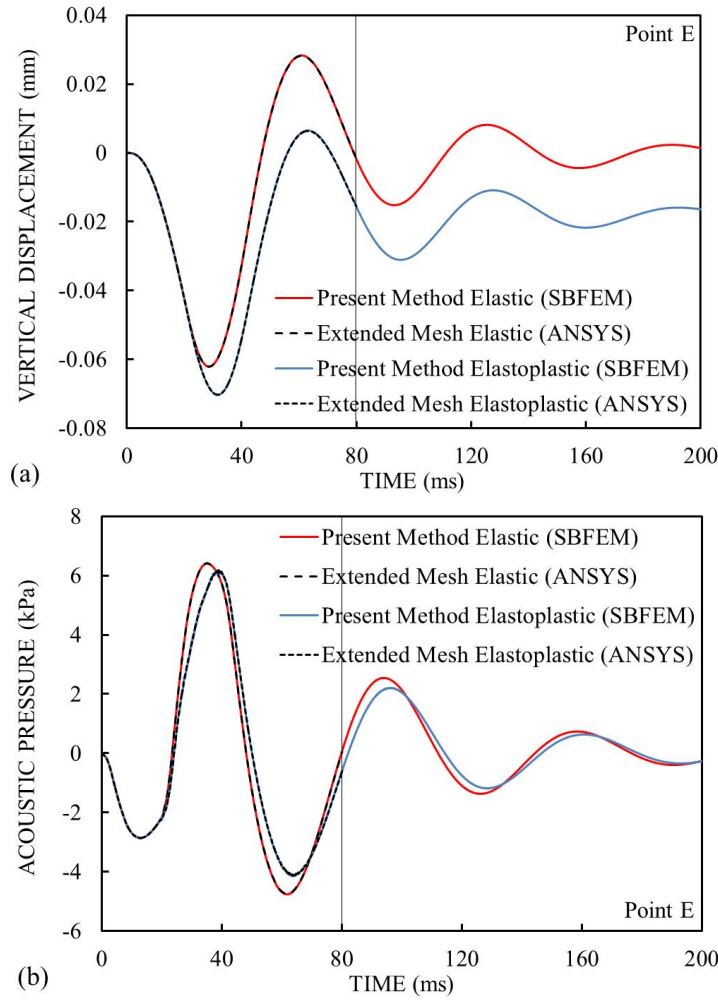 Point E
VERTICAL DISPLACEMENT (mm)
0.04
0.02
0
-0.02
-0.04
-0.06
-0.08
Present Method Elastic (SBFEM)
Extended Mesh Elastic (ANSYS)
Present Method Elastoplastic (SBFEM)
Extended Mesh Elastoplastic (ANSYS)
0 40 80 120 160 200
TIME (ms)
(a)
ACOUSTIC PRESSURE (kPa)
8
6
4
2
0
-2
-4
-6
Present Method Elastic (SBFEM)
Extended Mesh Elastic (ANSYS)
Present Method Elastoplastic (SBFEM)
Extended Mesh Elastoplastic (ANSYS)
Point E
0 40 80 120 160 200
TIME (ms)
(b)